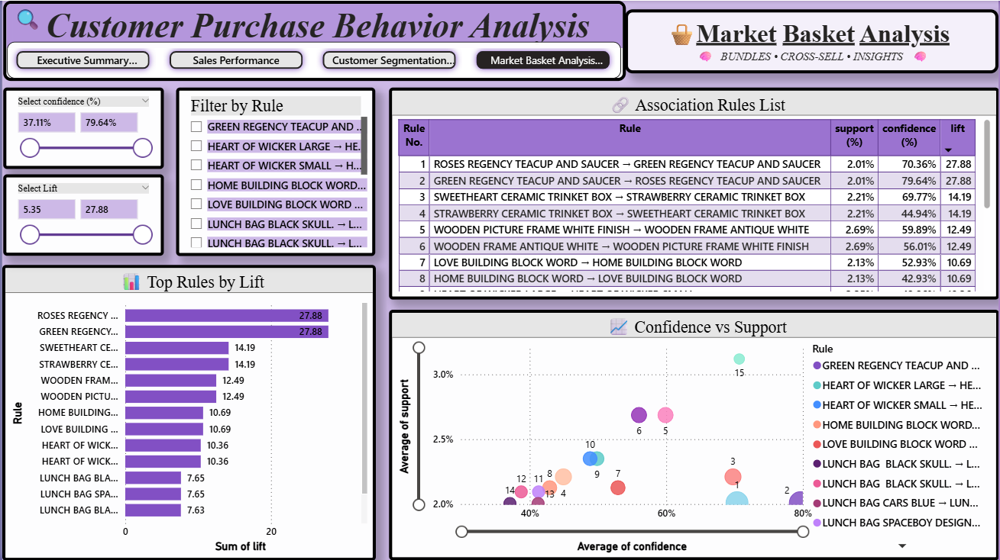 Customer Purchase Behavior Analysis
Executive Summary...
Sales Performance
Customer Segmentation...
Market Basket Analysis...
Market Basket Analysis
BUNDLES • CROSS-SELL • INSIGHTS
Select confidence (%)
37.11%
79.64%
Select Lift
5.35
27.88
Filter by Rule
GREEN REGENCY TEACUP AND ...
HEART OF WICKER LARGE → HE...
HEART OF WICKER SMALL → H...
HOME BUILDING BLOCK WORD...
LOVE BUILDING BLOCK WORD ...
LUNCH BAG BLACK SKULL. → L...
LUNCH BAG BLACK SKULL. → L...
Association Rules List
Rule No. Rule support (%) confidence (%) lift
1 ROSES REGENCY TEACUP AND SAUCER → GREEN REGENCY TEACUP AND SAUCER 2.01% 70.36% 27.88
2 GREEN REGENCY TEACUP AND SAUCER → ROSES REGENCY TEACUP AND SAUCER 2.01% 79.64% 27.88
3 SWEETHEART CERAMIC TRINKET BOX → STRAWBERRY CERAMIC TRINKET BOX 2.21% 69.77% 14.19
4 STRAWBERRY CERAMIC TRINKET BOX → SWEETHEART CERAMIC TRINKET BOX 2.21% 44.94% 14.19
5 WOODEN PICTURE FRAME WHITE FINISH → WOODEN FRAME ANTIQUE WHITE 2.69% 59.89% 12.49
6 WOODEN FRAME ANTIQUE WHITE → WOODEN PICTURE FRAME WHITE FINISH 2.69% 56.01% 12.49
7 LOVE BUILDING BLOCK WORD → HOME BUILDING BLOCK WORD 2.13% 52.93% 10.69
8 HOME BUILDING BLOCK WORD → LOVE BUILDING BLOCK WORD 2.13% 42.93% 10.69
Top Rules by Lift
Rule
ROSES REGENCY ... 27.88
GREEN REGENCY... 27.88
SWEETHEART CE... 14.19
STRAWBERRY CE... 14.19
WOODEN FRAM... 12.49
WOODEN PICTU... 12.49
HOME BUILDING... 10.69
LOVE BUILDING ... 10.69
HEART OF WICK... 10.36
HEART OF WICK... 10.36
LUNCH BAG BLA... 7.65
LUNCH BAG SPA... 7.65
LUNCH BAG BLA... 7.63
0 20
Sum of lift
Confidence vs Support
Average of support
3.0%
2.5%
2.0%
15
6 5
10
9
12 11 8 7 3
14 13 4 1 2
40% 60% 80%
Average of confidence
Rule
GREEN REGENCY TEACUP AND ...
HEART OF WICKER LARGE → HE...
HEART OF WICKER SMALL → HE...
HOME BUILDING BLOCK WORD...
LOVE BUILDING BLOCK WORD ...
LUNCH BAG BLACK SKULL. → L...
LUNCH BAG BLACK SKULL. → L...
LUNCH BAG CARS BLUE → LUN...
LUNCH BAG SPACEBOY DESIGN...